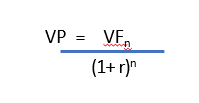 VP = VFₙ
(1+ r)ⁿ